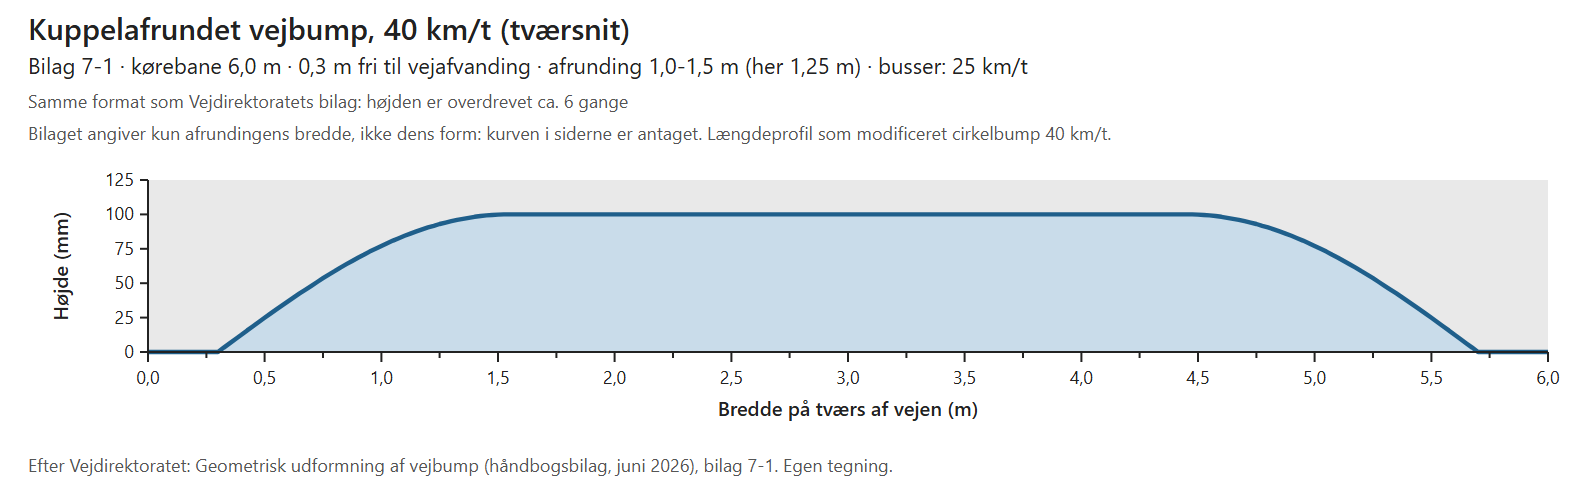 Kuppelafrundet vejbump, 40 km/t (tværsnit)
Bilag 7-1 · kørebane 6,0 m · 0,3 m fri til vejafvanding · afrunding 1,0-1,5 m (her 1,25 m) · busser: 25 km/t
Samme format som Vejdirektoratets bilag: højden er overdrevet ca. 6 gange
Bilaget angiver kun afrundingens bredde, ikke dens form: kurven i siderne er antaget. Længdeprofil som modificeret cirkelbump 40 km/t.
125
100
75
50
25
0
Højde (mm)
0,0 0,5 1,0 1,5 2,0 2,5 3,0 3,5 4,0 4,5 5,0 5,5 6,0
Bredde på tværs af vejen (m)
Efter Vejdirektoratet: Geometrisk udformning af vejbump (håndbogsbilag, juni 2026), bilag 7-1. Egen tegning.